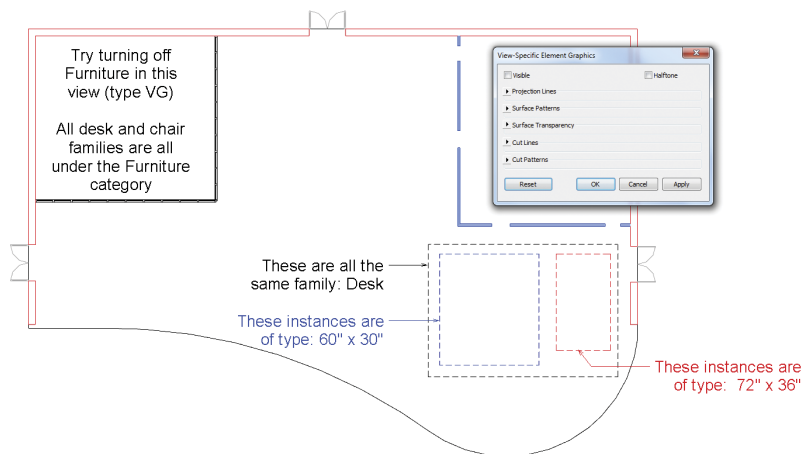 Try turning off
Furniture in this
view (type VG)
All desk and chair
families are all
under the Furniture
category
View-Specific Element Graphics
Visible
Halftone
Projection Lines
Surface Patterns
Surface Transparency
Cut Lines
Cut Patterns
Reset
OK
Cancel
Apply
These are all the
same family: Desk
These instances are
of type: 60" x 30"
These instances are
of type: 72" x 36"